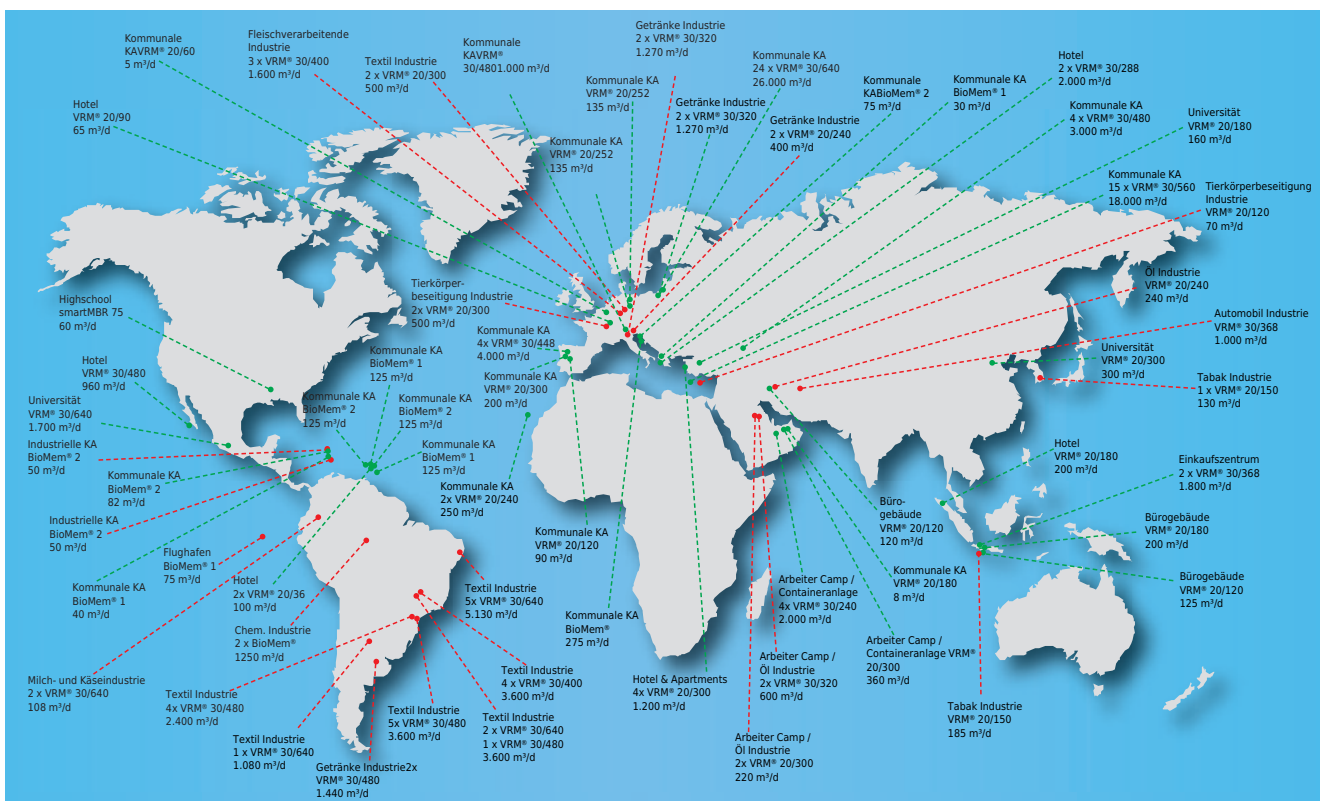 Kommunale
KAVRM® 20/60
5 m³/d
Fleischverarbeitende
Industrie
3 x VRM® 30/400
1.600 m³/d
Textil Industrie
2 x VRM® 20/300
500 m³/d
Kommunale
KAVRM®
30/4801.000 m³/d
Getränke Industrie
2 x VRM® 30/320
1.270 m³/d
Kommunale KA
VRM® 20/252
135 m³/d
Kommunale KA
24 x VRM® 30/640
26.000 m³/d
Getränke Industrie
2 x VRM® 30/320
1.270 m³/d
Kommunale
KABioMem® 2
75 m³/d
Kommunale KA
BioMem® 1
30 m³/d
Hotel
2 x VRM® 30/288
2.000 m³/d
Hotel
VRM® 20/90
65 m³/d
Kommunale KA
VRM® 20/252
135 m³/d
Getränke Industrie
2 x VRM® 20/240
400 m³/d
Kommunale KA
4 x VRM® 30/480
3.000 m³/d
Universität
VRM® 20/180
160 m³/d
Kommunale KA
15 x VRM® 30/560
18.000 m³/d
Tierkörperbeseitigung
Industrie
VRM® 20/120
70 m³/d
Öl Industrie
VRM® 20/240
240 m³/d
Automobil Industrie
VRM® 30/368
1.000 m³/d
Universität
VRM® 20/300
300 m³/d
Tabak Industrie
1 x VRM® 20/150
130 m³/d
Tierkörper-
beseitigung Industrie
2x VRM® 20/300
500 m³/d
Kommunale KA
4x VRM® 30/448
4.000 m³/d
Kommunale KA
VRM® 20/300
200 m³/d
Highschool
smartMBR 75
60 m³/d
Hotel
VRM® 30/480
960 m³/d
Universität
VRM® 30/640
1.700 m³/d
Industrielle KA
BioMem® 2
50 m³/d
Kommunale KA
BioMem® 2
82 m³/d
Industrielle KA
BioMem® 2
50 m³/d
Kommunale KA
BioMem® 1
40 m³/d
Kommunale KA
BioMem® 1
125 m³/d
Kommunale KA
BioMem® 2
125 m³/d
Kommunale KA
BioMem® 2
125 m³/d
Kommunale KA
BioMem® 1
125 m³/d
Kommunale KA
2x VRM® 20/240
250 m³/d
Flughafen
BioMem® 1
75 m³/d
Hotel
2x VRM® 20/36
100 m³/d
Chem. Industrie
2 x BioMem®
1250 m³/d
Milch- und Käseindustrie
2 x VRM® 30/640
108 m³/d
Textil Industrie
4x VRM® 30/480
2.400 m³/d
Textil Industrie
1 x VRM® 30/640
1.080 m³/d
Getränke Industrie2x
VRM® 30/480
1.440 m³/d
Textil Industrie
5x VRM® 30/480
3.600 m³/d
Textil Industrie
5x VRM® 30/640
5.130 m³/d
Textil Industrie
4 x VRM® 30/400
3.600 m³/d
Textil Industrie
2 x VRM® 30/640
1 x VRM® 30/480
3.600 m³/d
Kommunale KA
VRM® 20/120
90 m³/d
Kommunale KA
BioMem®
275 m³/d
Hotel & Apartments
4x VRM® 20/300
1.200 m³/d
Arbeiter Camp /
Öl Industrie
2x VRM® 20/300
220 m³/d
Arbeiter Camp /
Öl Industrie
2x VRM® 30/320
600 m³/d
Arbeiter Camp /
Containeranlage
4x VRM® 30/240
2.000 m³/d
Büro-
gebäude
VRM® 20/120
120 m³/d
Kommunale KA
VRM® 20/180
8 m³/d
Arbeiter Camp /
Containeranlage VRM®
20/300
360 m³/d
Hotel
VRM® 20/180
200 m³/d
Einkaufszentrum
2 x VRM® 30/368
1.800 m³/d
Bürogebäude
VRM® 20/180
200 m³/d
Bürogebäude
VRM® 20/120
125 m³/d
Tabak Industrie
VRM® 20/150
185 m³/d